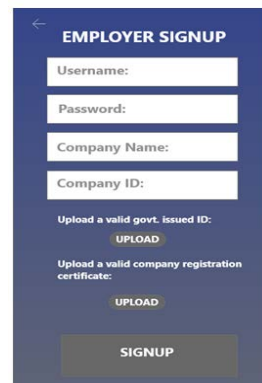 EMPLOYER SIGNUP
Username:
Password:
Company Name:
Company ID:
Upload a valid govt. issued ID:
UPLOAD
Upload a valid company registration
certificate:
UPLOAD
SIGNUP